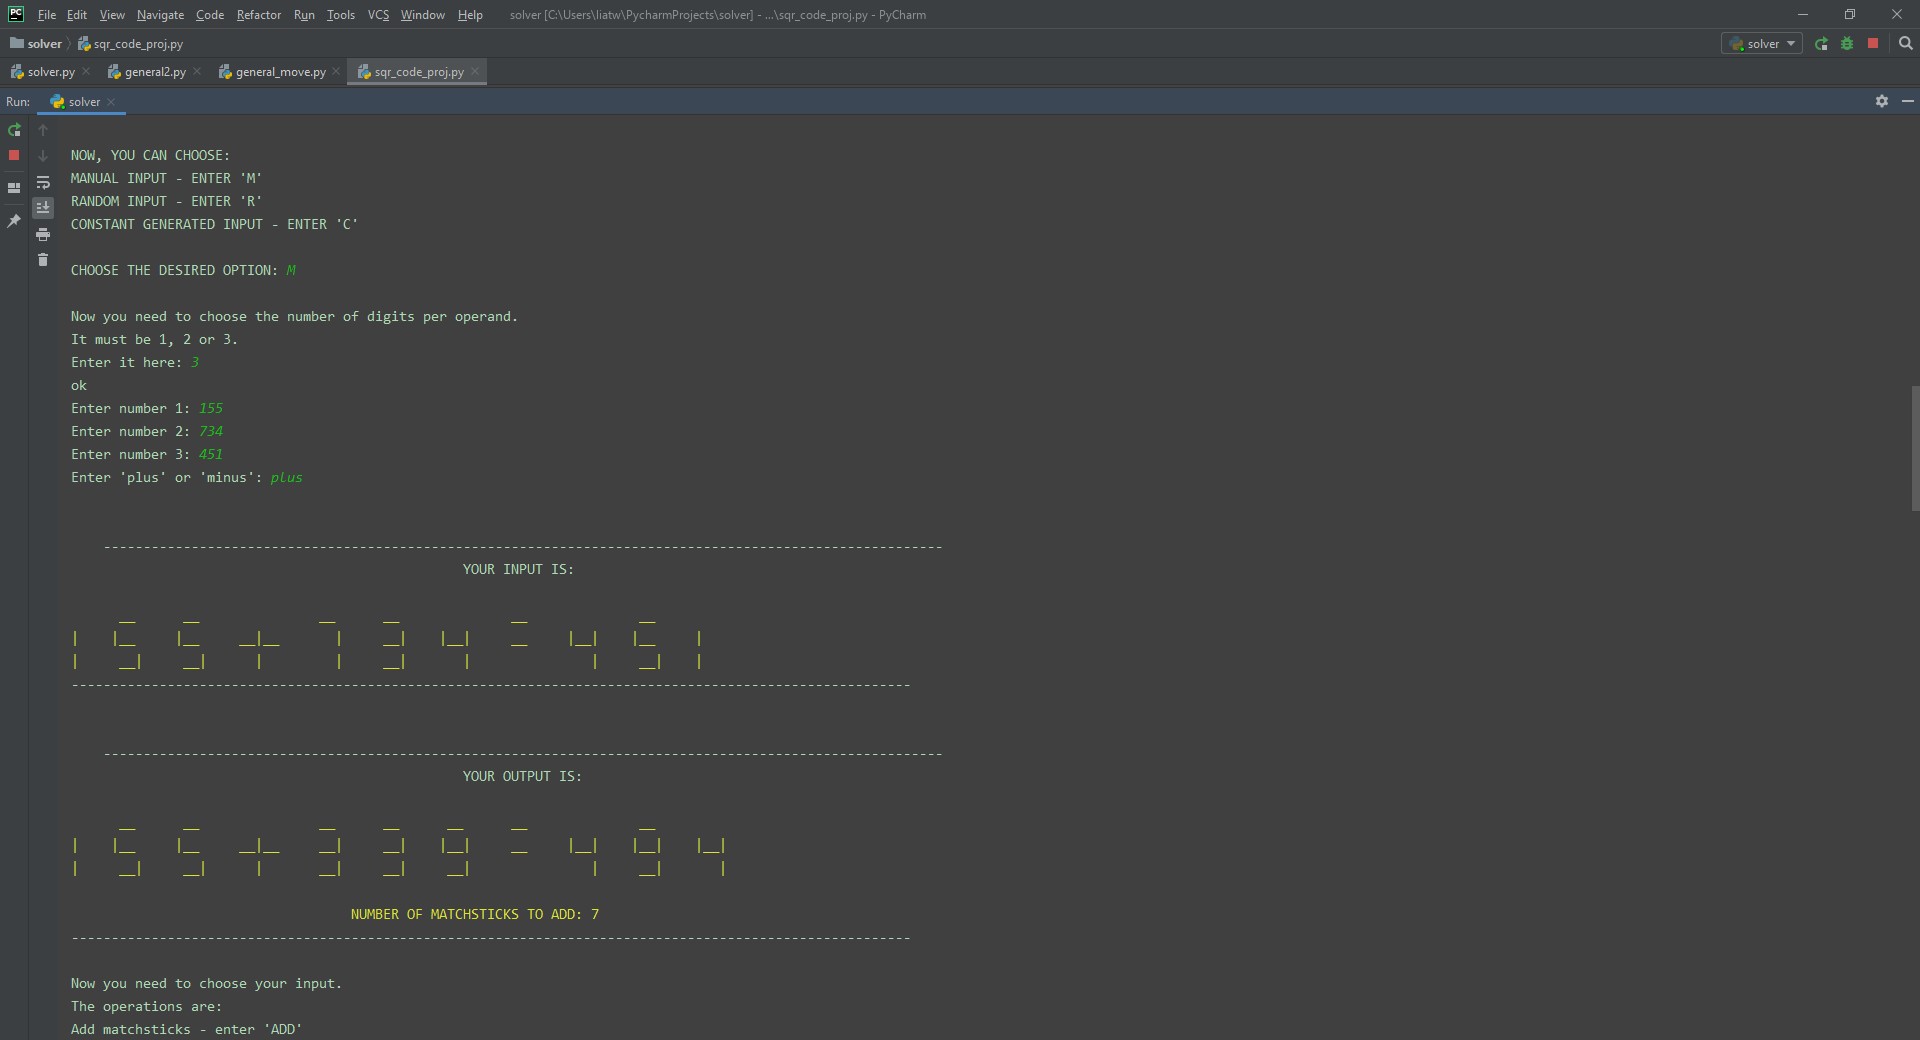 File Edit View Navigate Code Refactor Run Tools VCS Window Help solver [C:\Users\liatw\PycharmProjects\solver] - ...\sqr_code_proj.py - PyCharm
solver sqr_code_proj.py solver
solver.py general2.py general_move.py sqr_code_proj.py
Run: solver
NOW, YOU CAN CHOOSE:
MANUAL INPUT - ENTER 'M'
RANDOM INPUT - ENTER 'R'
CONSTANT GENERATED INPUT - ENTER 'C'
CHOOSE THE DESIRED OPTION: M
Now you need to choose the number of digits per operand.
It must be 1, 2 or 3.
Enter it here: 3
ok
Enter number 1: 155
Enter number 2: 734
Enter number 3: 451
Enter 'plus' or 'minus': plus
YOUR INPUT IS:
155+734=451
YOUR OUTPUT IS:
155+339=494
NUMBER OF MATCHSTICKS TO ADD: 7
Now you need to choose your input.
The operations are:
Add matchsticks - enter 'ADD'